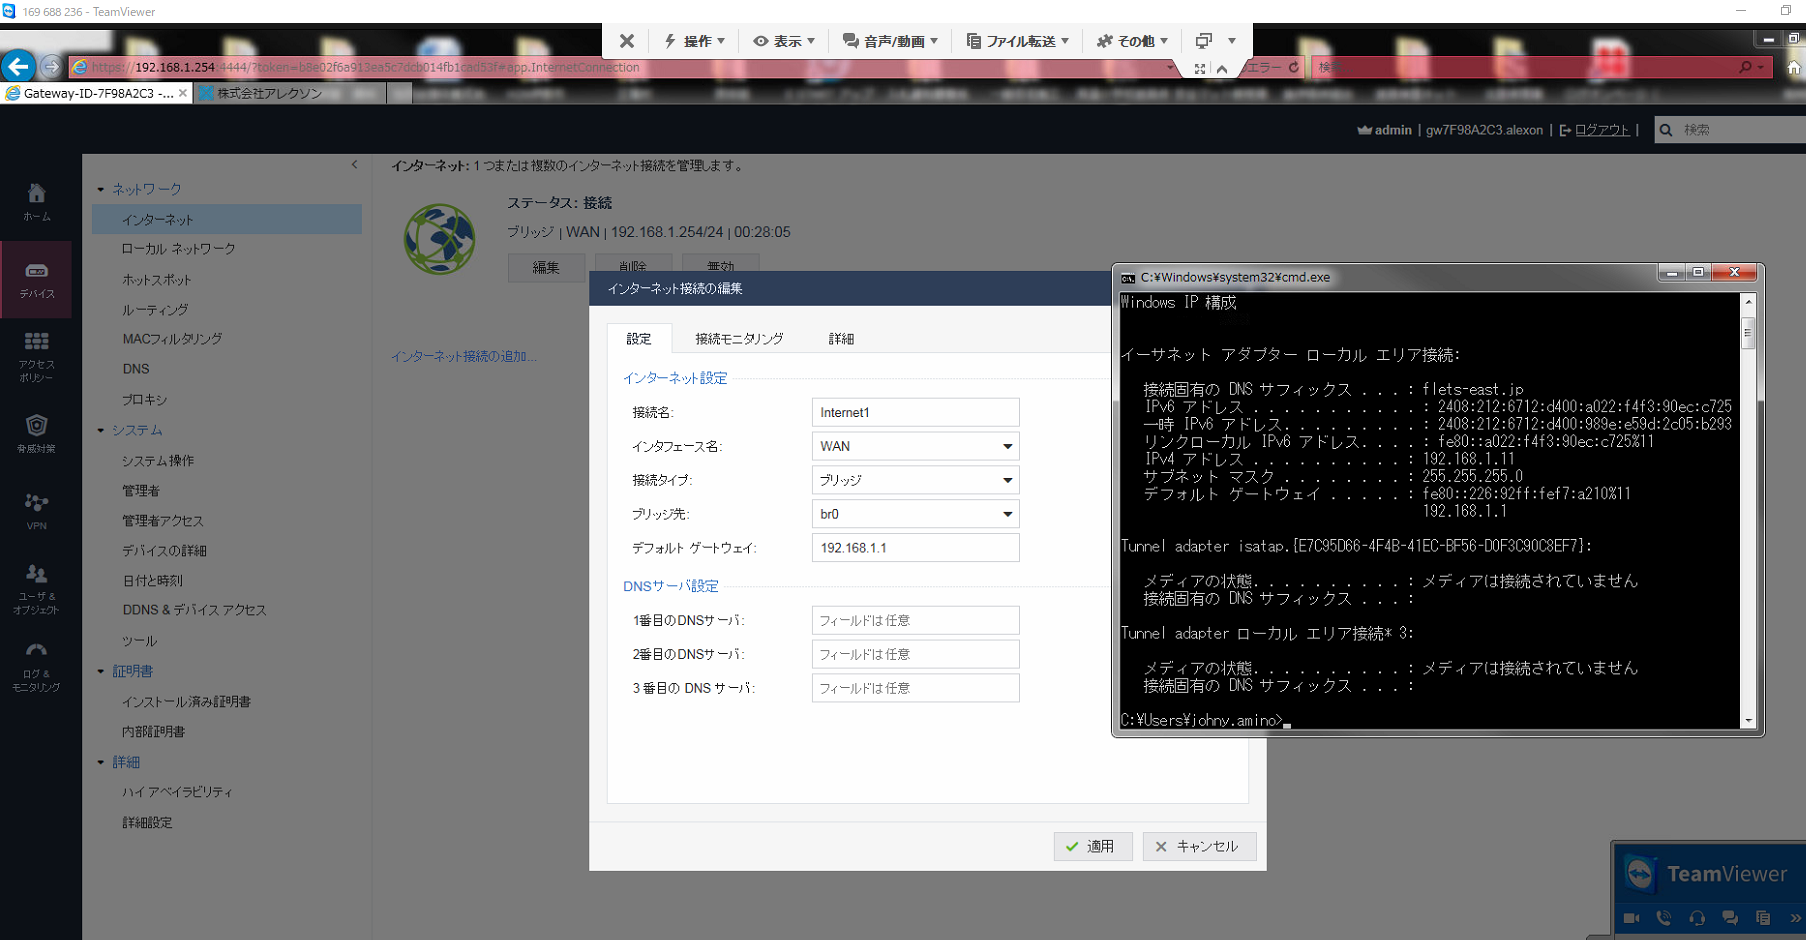 169 688 236 - TeamViewer
操作
表示
音声/動画
ファイル転送
その他
https://192.168.1.254:4444/?token=b8e02f6a913ea5c7dcb014fb1cad53f#app.InternetConnection
エラー
検索
Gateway-ID-7F98A2C3 -...
株式会社アレクソン
admin | gw7F98A2C3.alexon | ログアウト |
検索
ホーム
デバイス
アクセス
ポリシー
脅威対策
VPN
ユーザ &
オブジェクト
ログ &
モニタリング
ネットワーク
インターネット
ローカル ネットワーク
ホットスポット
ルーティング
MACフィルタリング
DNS
プロキシ
システム
システム操作
管理者
管理者アクセス
デバイスの詳細
日付と時刻
DDNS & デバイス アクセス
ツール
証明書
インストール済み証明書
内部証明書
詳細
ハイ アベイラビリティ
詳細設定
インターネット: 1 つまたは複数のインターネット接続を管理します。
ステータス: 接続
ブリッジ | WAN | 192.168.1.254/24 | 00:28:05
編集
削除
無効
インターネット接続の追加...
インターネット接続の編集
設定
接続モニタリング
詳細
インターネット設定
接続名:
Internet1
インタフェース名:
WAN
接続タイプ:
ブリッジ
ブリッジ先:
br0
デフォルト ゲートウェイ:
192.168.1.1
DNSサーバ設定
1番目のDNSサーバ:
フィールドは任意
2番目のDNSサーバ:
フィールドは任意
3 番目の DNS サーバ:
フィールドは任意
適用
キャンセル
C:¥Windows¥system32¥cmd.exe
Windows IP 構成
イーサネット アダプター ローカル エリア接続:
接続固有の DNS サフィックス . . . : flets-east.jp
IPv6 アドレス . . . . . . . . . . . : 2408:212:6712:d400:a022:f4f3:90ec:c725
一時 IPv6 アドレス. . . . . . . . . . : 2408:212:6712:d400:989e:e59d:2c05:b293
リンクローカル IPv6 アドレス. . . . : fe80::a022:f4f3:90ec:c725%11
IPv4 アドレス . . . . . . . . . . : 192.168.1.11
サブネット マスク . . . . . . . . : 255.255.255.0
デフォルト ゲートウェイ . . . . . : fe80::226:92ff:fef7:a210%11
192.168.1.1
Tunnel adapter isatap.[E7C95D66-4F4B-41EC-BF56-D0F3C90C8EF7]:
メディアの状態. . . . . . . . . . . : メディアは接続されていません
接続固有の DNS サフィックス . . . :
Tunnel adapter ローカル エリア接続* 3:
メディアの状態. . . . . . . . . . . : メディアは接続されていません
接続固有の DNS サフィックス . . . :
C:¥Users¥johny.amino>_
TeamViewer